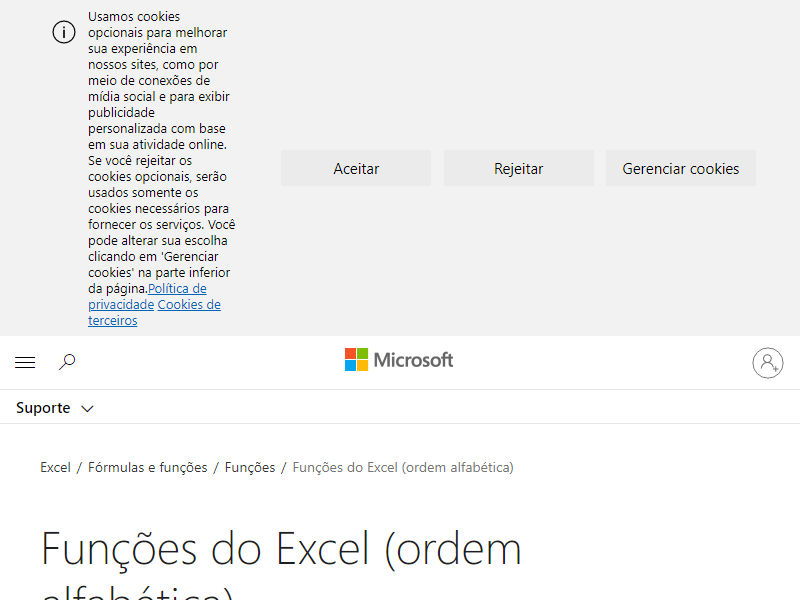 Usamos cookies
opcionais para melhorar
sua experiência em
nossos sites, como por
meio de conexões de
mídia social e para exibir
publicidade
personalizada com base
em sua atividade online.
Se você rejeitar os
cookies opcionais, serão
usados somente os
cookies necessários para
fornecer os serviços. Você
pode alterar sua escolha
clicando em 'Gerenciar
cookies' na parte inferior
da página.Política de
privacidade Cookies de
terceiros
Aceitar
Rejeitar
Gerenciar cookies
Microsoft
Suporte
Excel / Fórmulas e funções / Funções / Funções do Excel (ordem alfabética)
Funções do Excel (ordem
alfabética)